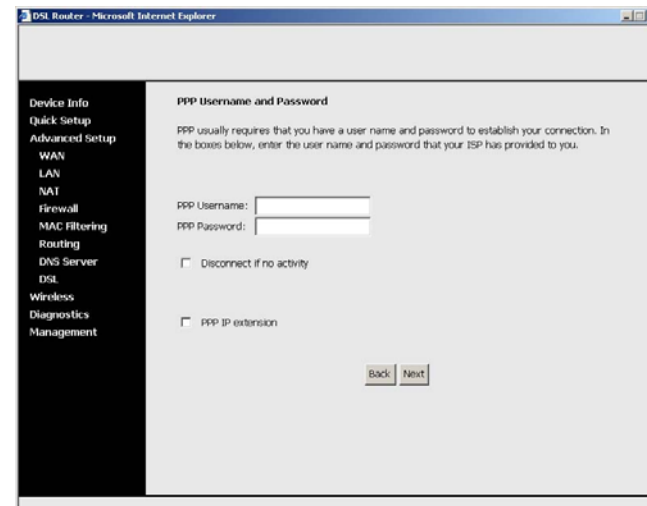 DSL Router - Microsoft Internet Explorer
Device Info
Quick Setup
Advanced Setup
WAN
LAN
NAT
Firewall
MAC Filtering
Routing
DNS Server
DSL
Wireless
Diagnostics
Management
PPP Username and Password
PPP usually requires that you have a user name and password to establish your connection. In
the boxes below, enter the user name and password that your ISP has provided to you.
PPP Username:
PPP Password:
Disconnect if no activity
PPP IP extension
Back Next